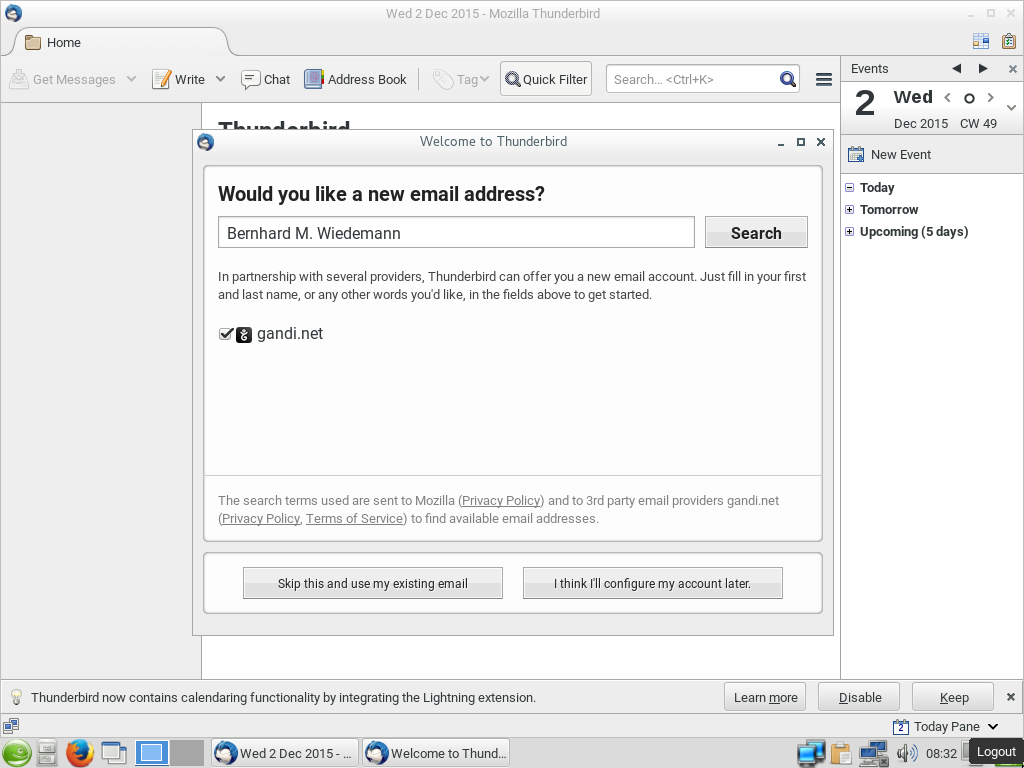 Wed 2 Dec 2015 - Mozilla Thunderbird
Home
Get Messages
Write
Chat
Address Book
Tag
Quick Filter
Search... <Ctrl+K>
Events
2
Wed
Dec 2015
CW 49
New Event
Today
Tomorrow
Upcoming (5 days)
Welcome to Thunderbird
Would you like a new email address?
Bernhard M. Wiedemann
Search
In partnership with several providers, Thunderbird can offer you a new email account. Just fill in your first
and last name, or any other words you'd like, in the fields above to get started.
gandi.net
The search terms used are sent to Mozilla (Privacy Policy) and to 3rd party email providers gandi.net
(Privacy Policy, Terms of Service) to find available email addresses.
Skip this and use my existing email
I think I'll configure my account later.
Thunderbird now contains calendaring functionality by integrating the Lightning extension.
Learn more
Disable
Keep
2
Today Pane
Wed 2 Dec 2015 - ...
Welcome to Thund...
08:32
Logout